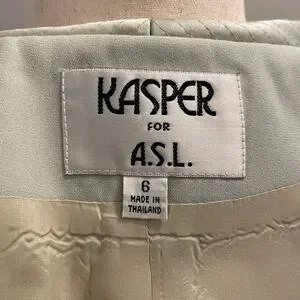 KASPER
FOR
A.S.L.
6
MADE IN
THAILAND